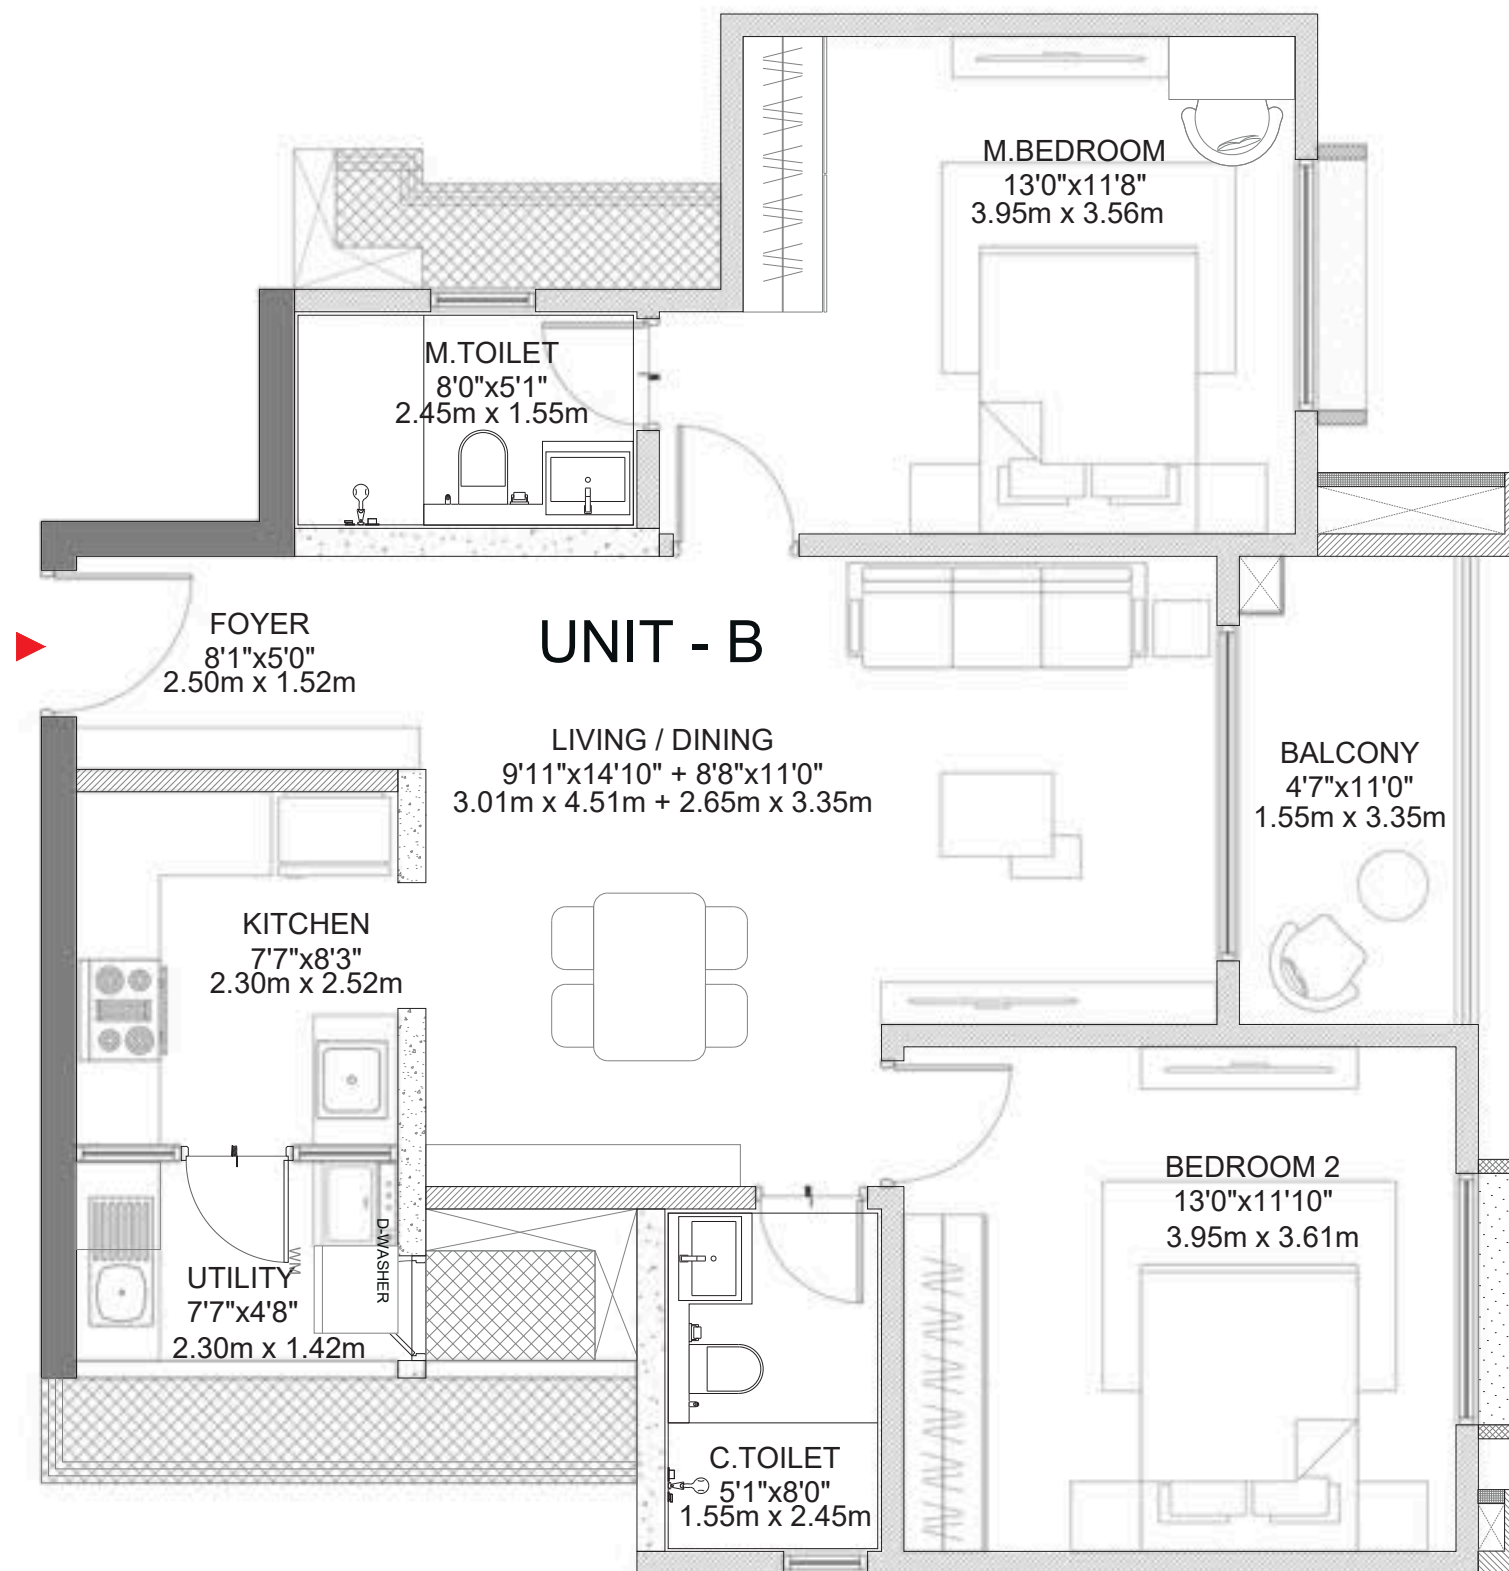 M.BEDROOM
13'0"x11'8"
3.95m x 3.56m
M.TOILET
8'0"x5'1"
2.45m x 1.55m
FOYER
8'1"x5'0"
2.50m x 1.52m
UNIT - B
LIVING / DINING
9'11"x14'10" + 8'8"x11'0"
3.01m x 4.51m + 2.65m x 3.35m
BALCONY
4'7"x11'0"
1.55m x 3.35m
KITCHEN
7'7"x8'3"
2.30m x 2.52m
BEDROOM 2
13'0"x11'10"
3.95m x 3.61m
D-WASHER
UTILITY
7'7"x4'8"
2.30m x 1.42m
C.TOILET
5'1"x8'0"
1.55m x 2.45m